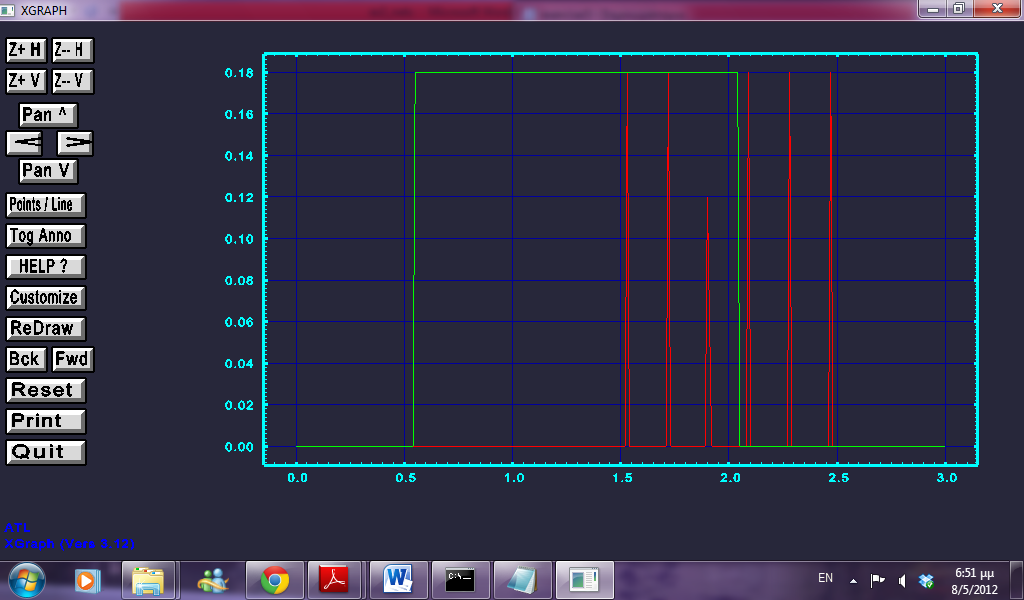 XGRAPH
Z+ H Z-- H
Z+ V Z-- V
Pan ^
< >
Pan V
Points / Line
Tog Anno
HELP ?
Customize
ReDraw
Bck Fwd
Reset
Print
Quit
0.18
0.16
0.14
0.12
0.10
0.08
0.06
0.04
0.02
0.00
0.0 0.5 1.0 1.5 2.0 2.5 3.0
ATL
XGraph (Vers 5.12)
EN
6:51 μμ
8/5/2012